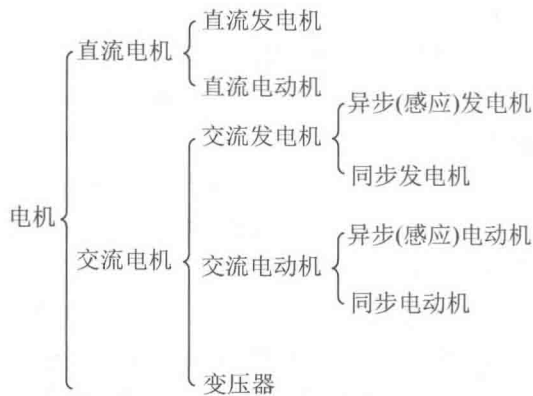 直流发电机
直流电机
直流电动机
异步(感应)发电机
交流发电机
同步发电机
电机
异步(感应)电动机
交流电机
交流电动机
同步电动机
变压器